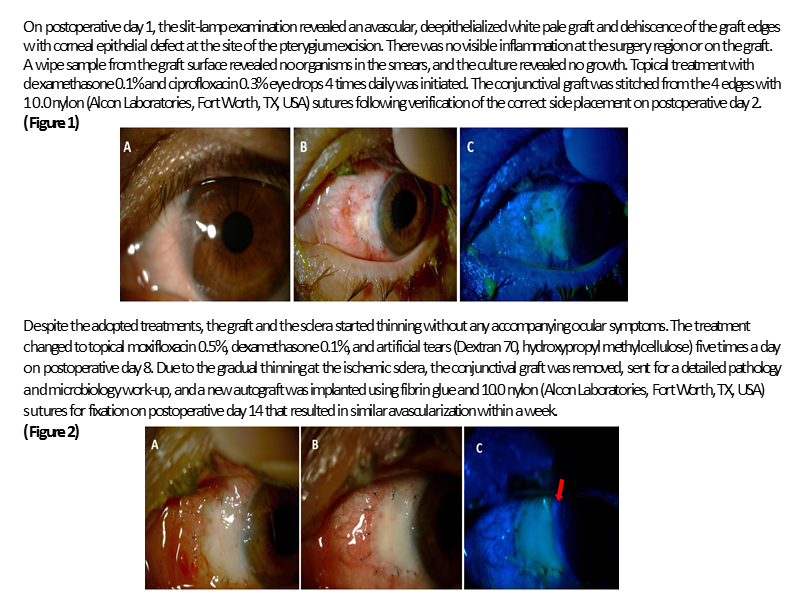 On postoperative day 1, the slit-lamp examination revealed an avascular, deepithelialized white pale graft and dehiscence of the graft edges
with corneal epithelial defect at the site of the pterygium excision. There was no visible inflammation at the surgery region or on the graft.
A wipe sample from the graft surface revealed no organisms in the smears, and the culture revealed no growth. Topical treatment with
dexamethasone 0.1% and ciprofloxacin 0.3% eye drops 4 times daily was initiated. The conjunctival graft was stitched from the 4 edges with
10.0 nylon (Alcon Laboratories, Fort Worth, TX, USA) sutures following verification of the correct side placement on postoperative day 2.
(Figure 1)
A
B
C
Despite the adopted treatments, the graft and the sclera started thinning without any accompanying ocular symptoms. The treatment
changed to topical moxifloxacin 0.5%, dexamethasone 0.1%, and artificial tears (Dextran 70, hydroxypropyl methylcellulose) five times a day
on postoperative day 8. Due to the gradual thinning at the ischemic sclera, the conjunctival graft was removed, sent for a detailed pathology
and microbiology work-up, and a new autograft was implanted using fibrin glue and 10.0 nylon (Alcon Laboratories, Fort Worth, TX, USA)
sutures for fixation on postoperative day 14 that resulted in similar avascularization within a week.
(Figure 2)
A
B
C